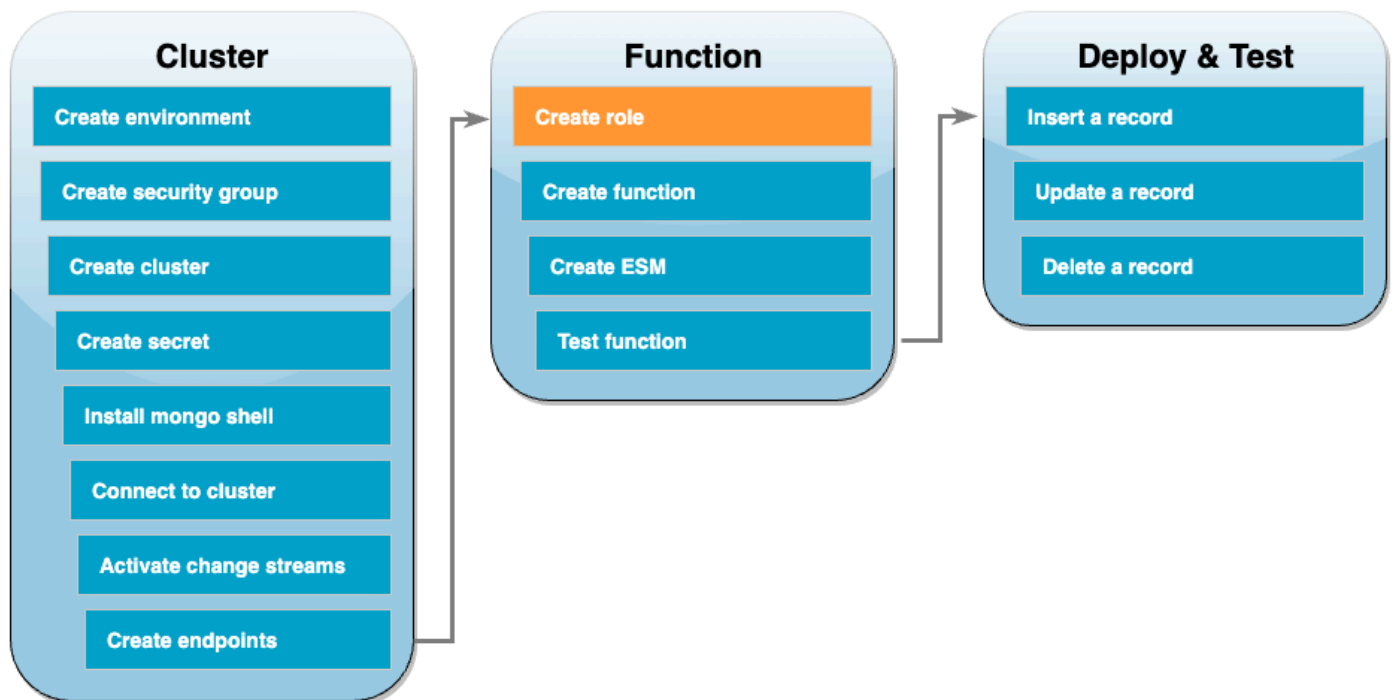 Cluster
Create environment
Create security group
Create cluster
Create secret
Install mongo shell
Connect to cluster
Activate change streams
Create endpoints
Function
Create role
Create function
Create ESM
Test function
Deploy & Test
Insert a record
Update a record
Delete a record